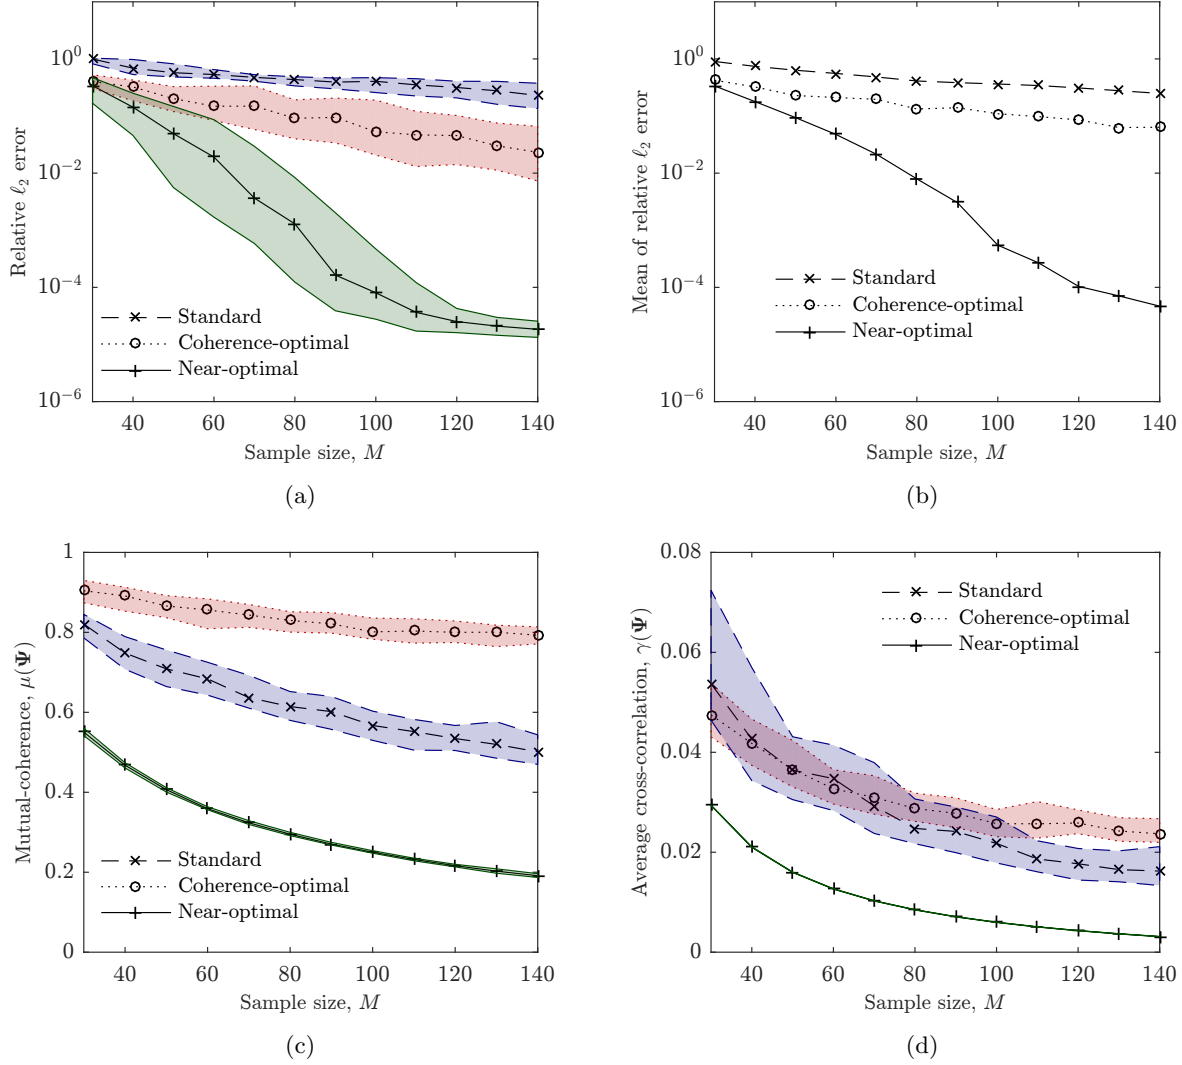 10^0
10^−2
10^−4
10^−6
Relative ℓ2 error
Standard
Coherence-optimal
Near-optimal
40 60 80 100 120 140
Sample size, M
(a)
10^0
10^−2
10^−4
10^−6
Mean of relative ℓ2 error
Standard
Coherence-optimal
Near-optimal
40 60 80 100 120 140
Sample size, M
(b)
1
0.8
0.6
0.4
0.2
0
Mutual-coherence, μ(Ψ)
Standard
Coherence-optimal
Near-optimal
40 60 80 100 120 140
Sample size, M
(c)
0.08
0.06
0.04
0.02
0
Average cross-correlation, γ(Ψ)
Standard
Coherence-optimal
Near-optimal
40 60 80 100 120 140
Sample size, M
(d)